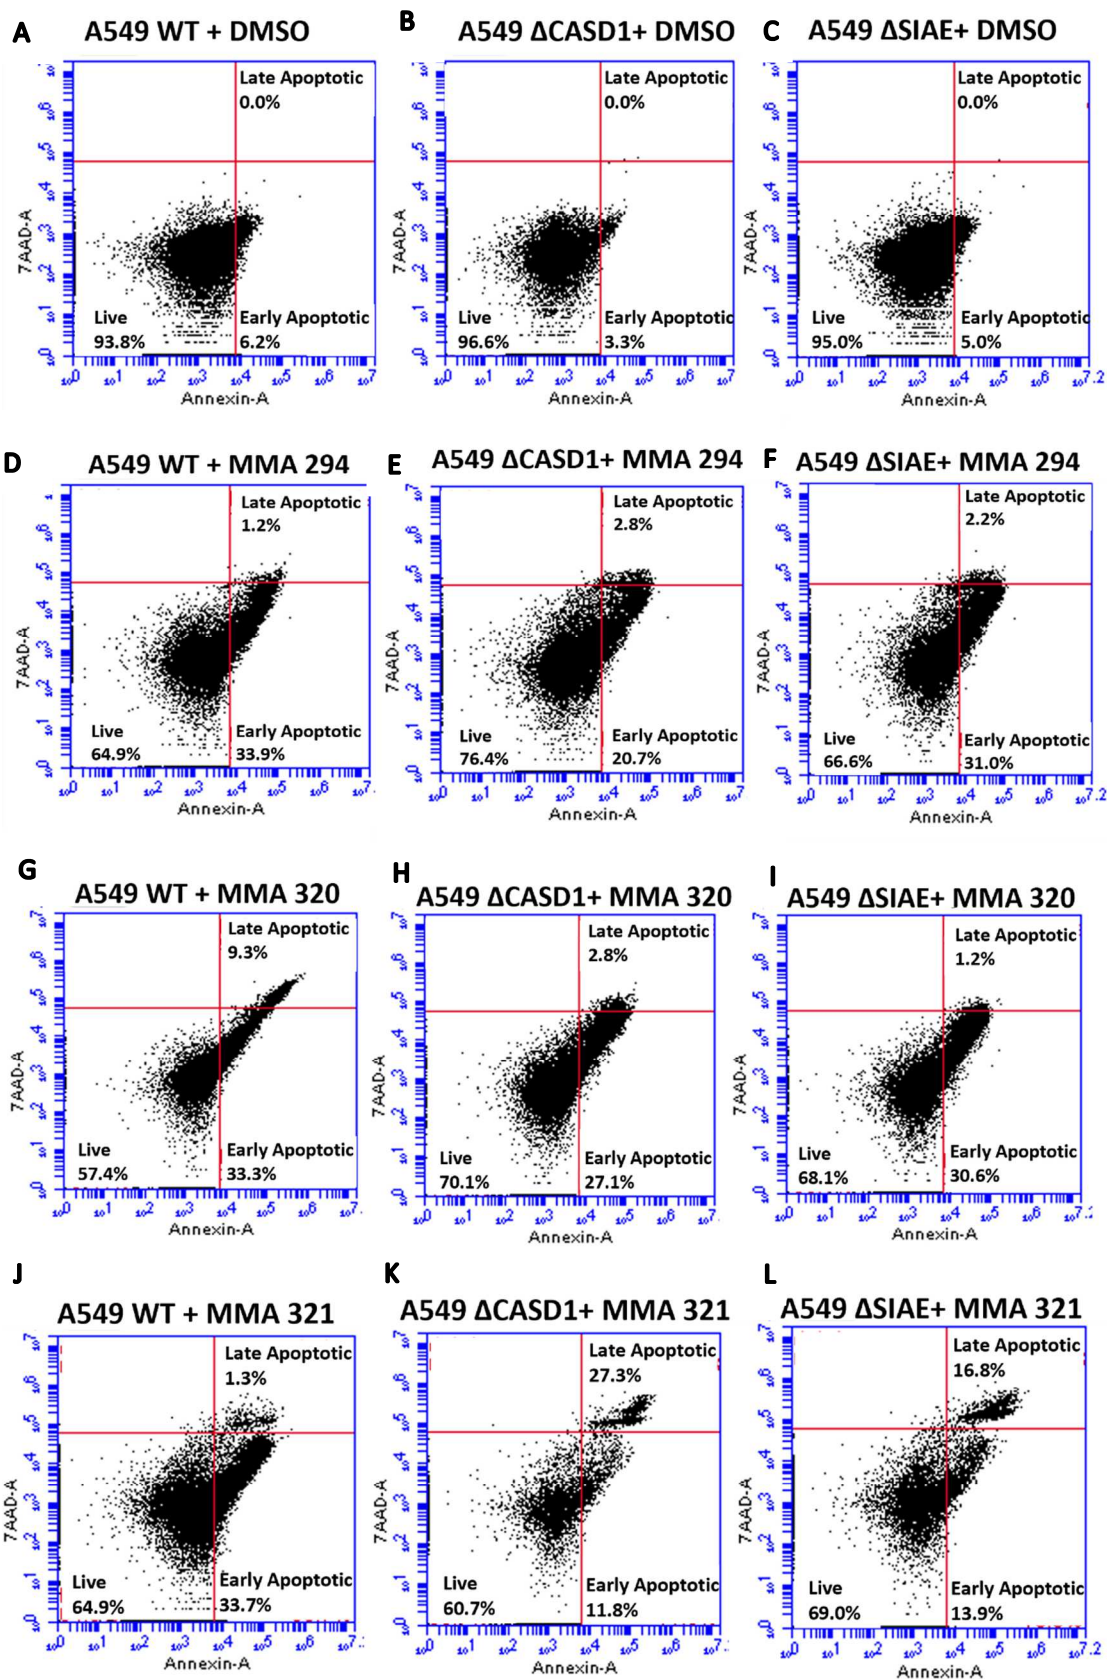 A
A549 WT + DMSO
Late Apoptotic
0.0%
Live
93.8%
Early Apoptotic
6.2%
7AAD-A
Annexin-A
B
A549 ΔCASD1+ DMSO
Late Apoptotic
0.0%
Live
96.6%
Early Apoptotic
3.3%
7AAD-A
Annexin-A
C
A549 ΔSIAE+ DMSO
Late Apoptotic
0.0%
Live
95.0%
Early Apoptotic
5.0%
7AAD-A
Annexin-A
D
A549 WT + MMA 294
Late Apoptotic
1.2%
Live
64.9%
Early Apoptotic
33.9%
7AAD-A
Annexin-A
E
A549 ΔCASD1+ MMA 294
Late Apoptotic
2.8%
Live
76.4%
Early Apoptotic
20.7%
7AAD-A
Annexin-A
F
A549 ΔSIAE+ MMA 294
Late Apoptotic
2.2%
Live
66.6%
Early Apoptotic
31.0%
7AAD-A
Annexin-A
G
A549 WT + MMA 320
Late Apoptotic
9.3%
Live
57.4%
Early Apoptotic
33.3%
7AAD-A
Annexin-A
H
A549 ΔCASD1+ MMA 320
Late Apoptotic
2.8%
Live
70.1%
Early Apoptotic
27.1%
7AAD-A
Annexin-A
I
A549 ΔSIAE+ MMA 320
Late Apoptotic
1.2%
Live
68.1%
Early Apoptotic
30.6%
7AAD-A
Annexin-A
J
A549 WT + MMA 321
Late Apoptotic
1.3%
Live
64.9%
Early Apoptotic
33.7%
7AAD-A
Annexin-A
K
A549 ΔCASD1+ MMA 321
Late Apoptotic
27.3%
Live
60.7%
Early Apoptotic
11.8%
7AAD-A
Annexin-A
L
A549 ΔSIAE+ MMA 321
Late Apoptotic
16.8%
Live
69.0%
Early Apoptotic
13.9%
7AAD-A
Annexin-A